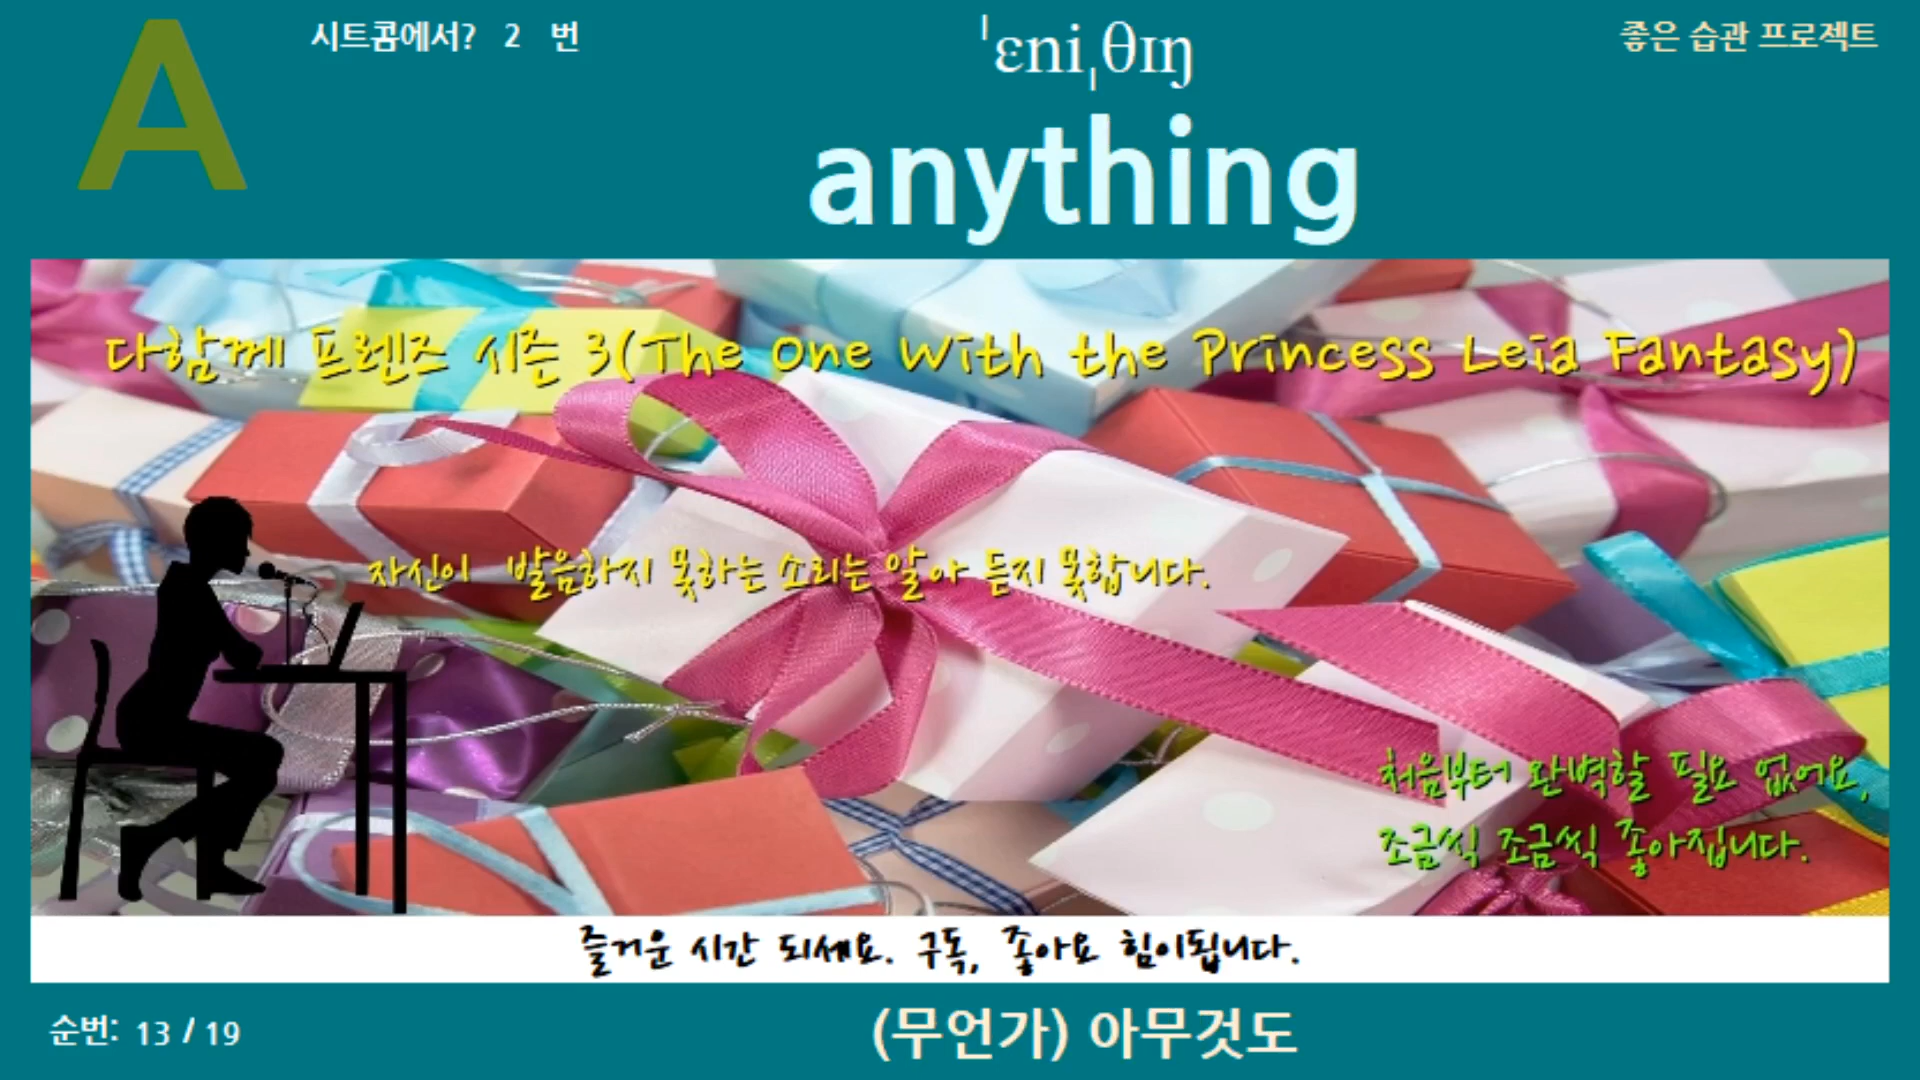 A
시트콤에서? 2 번
ˈɛniˌθɪŋ
좋은 습관 프로젝트
anything
다함께 프렌즈 시즌 3(The One With the Princess Leia Fantasy)
자신이 발음하지 못하는 소리는 알아 듣지 못합니다.
처음부터 완벽할 필요 없어요,
조금씩 조금씩 좋아집니다.
즐거운 시간 되세요. 구독, 좋아요 힘이됩니다.
순번: 13 / 19
(무언가) 아무것도